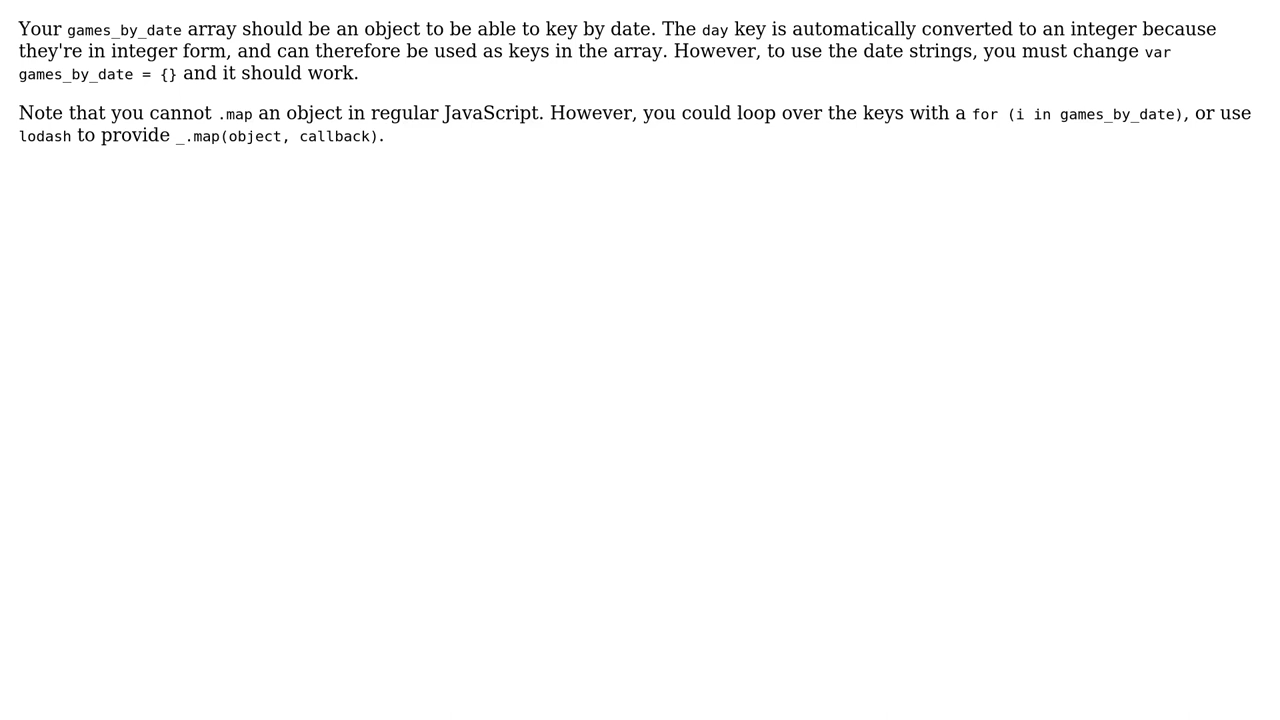 Your games_by_date array should be an object to be able to key by date. The day key is automatically converted to an integer because
they're in integer form, and can therefore be used as keys in the array. However, to use the date strings, you must change var
games_by_date = {} and it should work.
Note that you cannot .map an object in regular JavaScript. However, you could loop over the keys with a for (i in games_by_date), or use
lodash to provide _.map(object, callback).